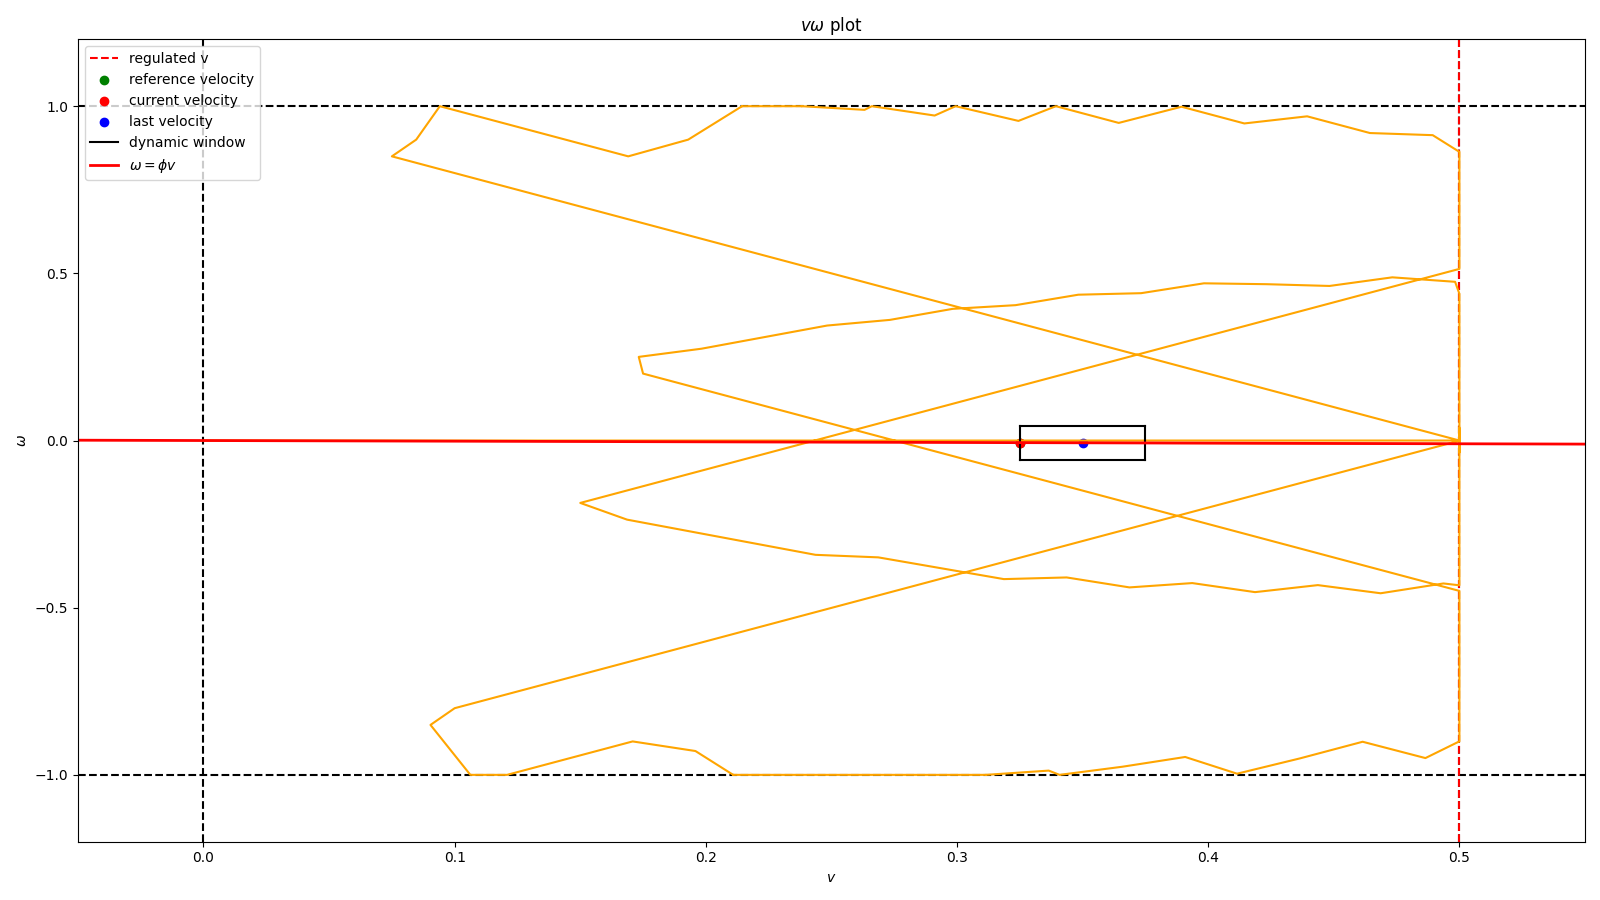 vω plot
regulated v
reference velocity
current velocity
last velocity
dynamic window
ω = ϕv
1.0
0.5
0.0
−0.5
−1.0
ω
0.0 0.1 0.2 0.3 0.4 0.5
v